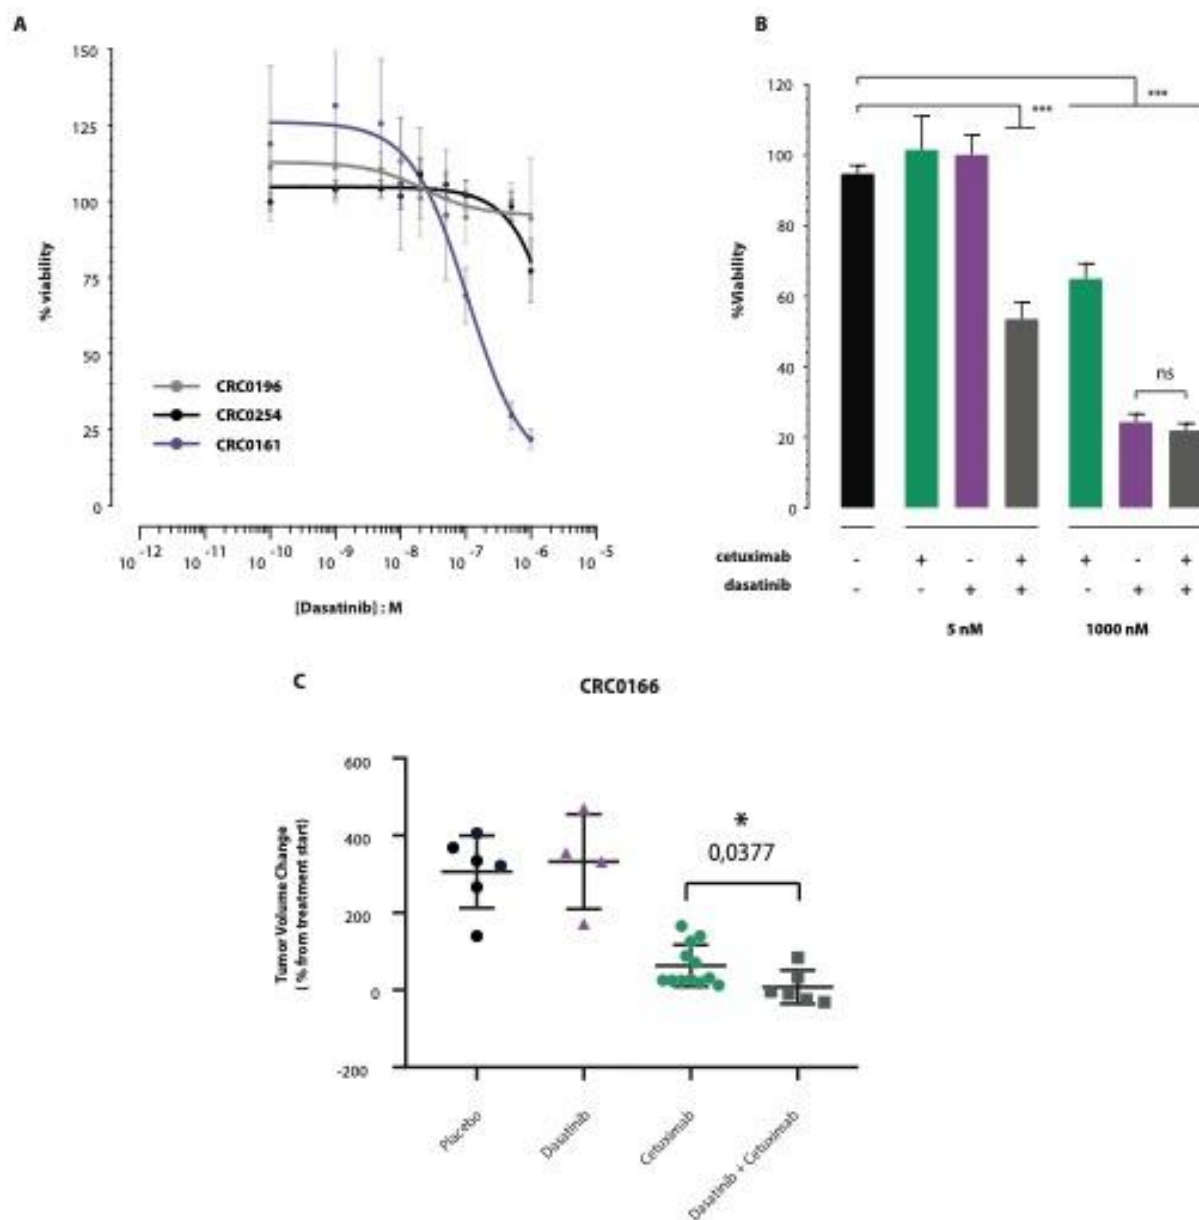 A
150
125
100
% viability
75
50
25
0
CRC0196
CRC0254
CRC0161
10-12 10-11 10-10 10-9 10-8 10-7 10-6 10-5
[Dasatinib] : M
B
120
***
***
100
80
%Viability
60
ns
40
20
0
cetuximab - + - + + - +
dasatinib - - + + - + +
5 nM 1000 nM
C
CRC0166
600
*
0,0377
400
Tumor Volume Change
( % from treatment start)
200
0
-200
Placebo
Dasatinib
Cetuximab
Dasatinib + Cetuximab